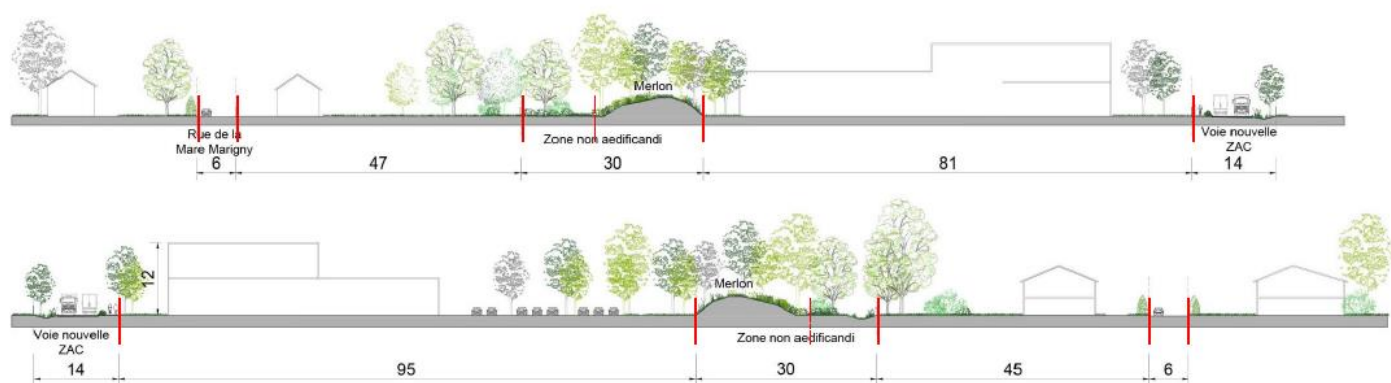 Merlon
Rue de la
Mare Marigny
Zone non aedificandi
Voie nouvelle
ZAC
6
47
30
81
14
12
Merlon
Voie nouvelle
ZAC
Zone non aedificandi
14
95
30
45
6